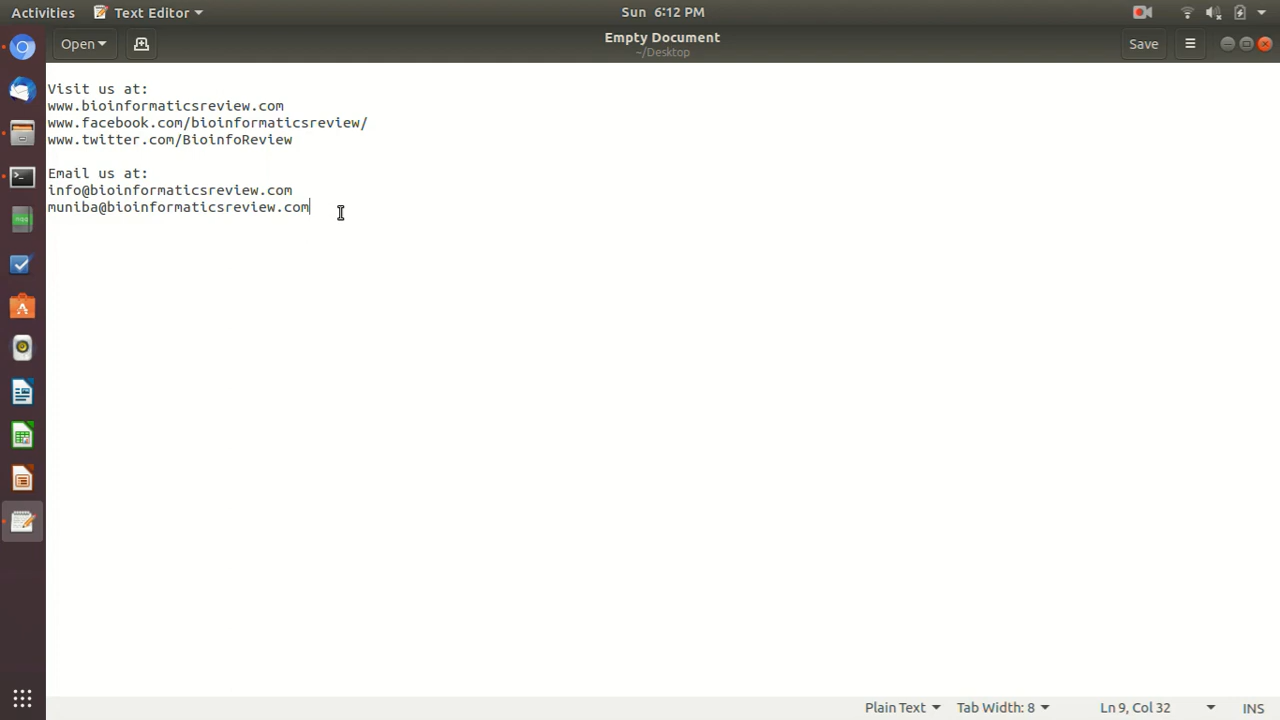 Activities Text Editor Sun 6:12 PM
Open Empty Document Save
~/Desktop
Visit us at:
www.bioinformaticsreview.com
www.facebook.com/bioinformaticsreview/
www.twitter.com/BioinfoReview
Email us at:
info@bioinformaticsreview.com
muniba@bioinformaticsreview.com
Plain Text Tab Width: 8 Ln 9, Col 32 INS